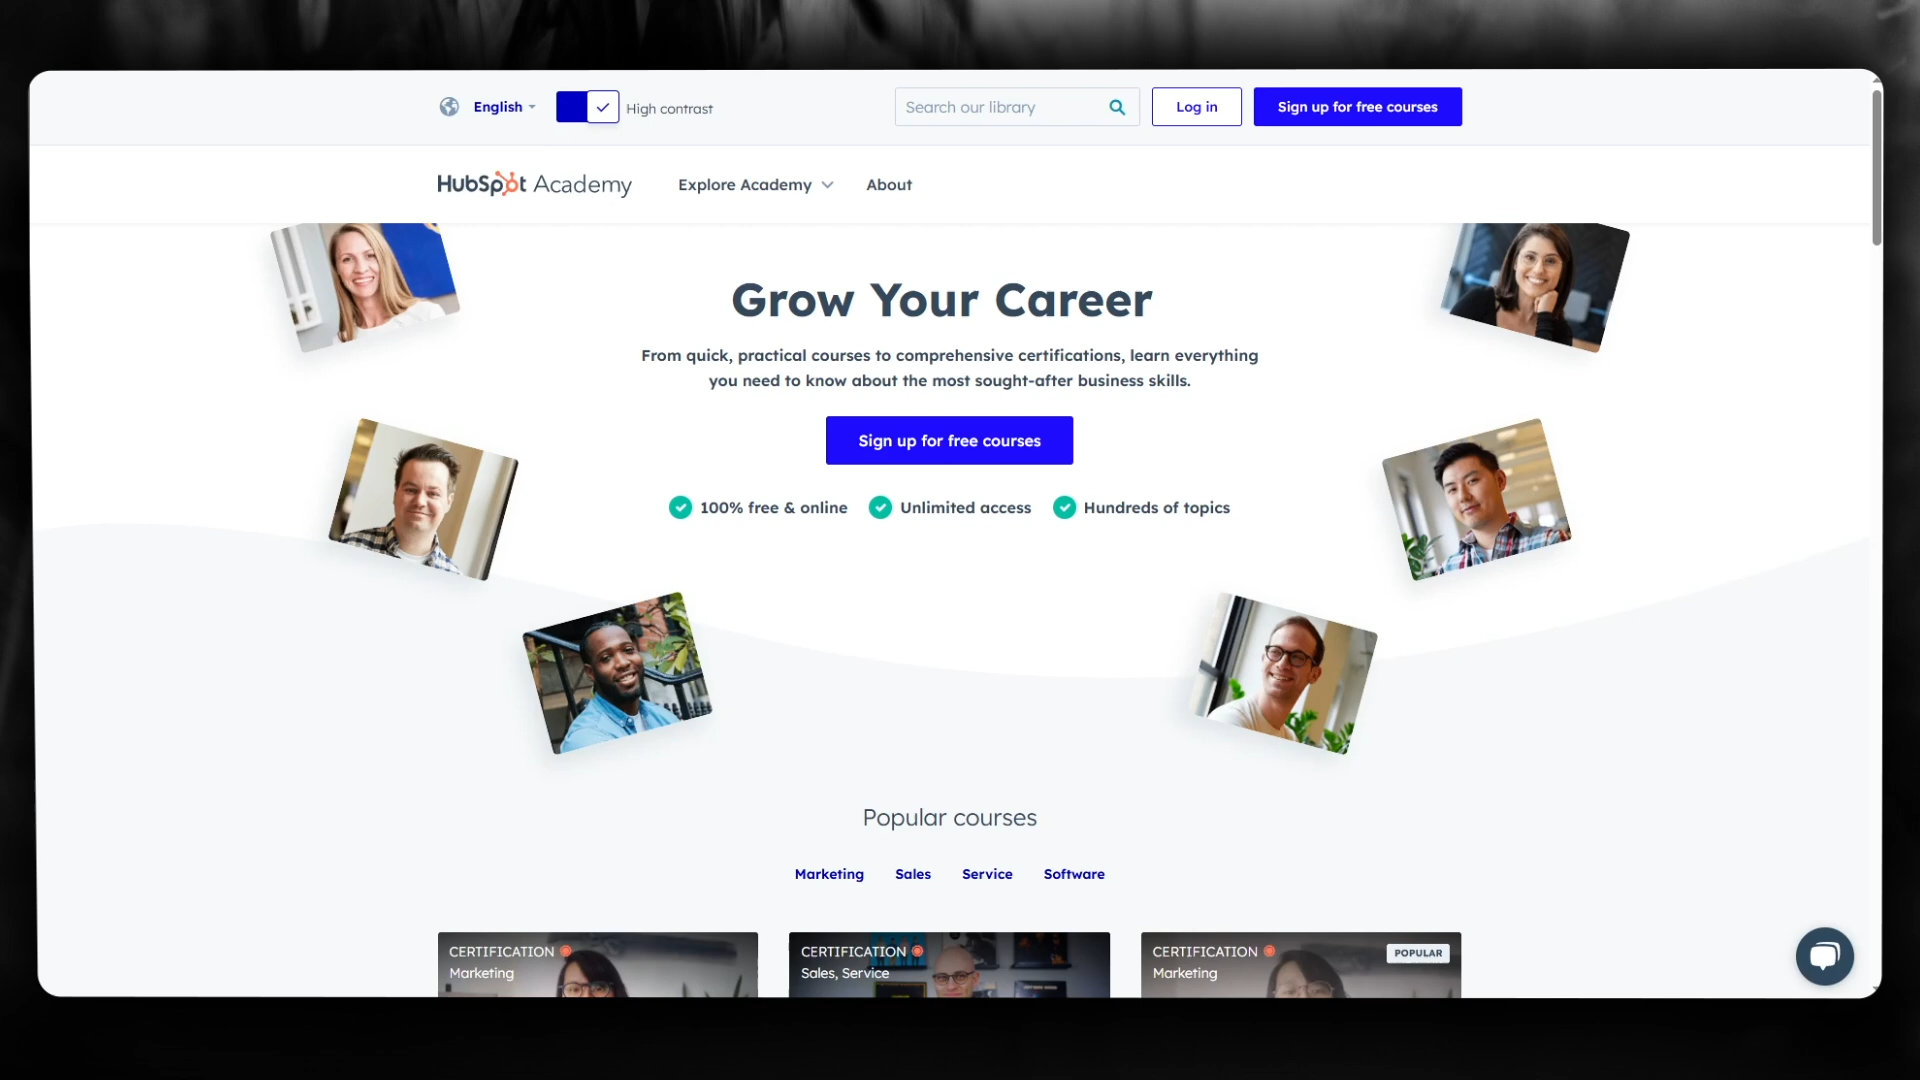 English
High contrast
Search our library
Log in
Sign up for free courses
HubSpot Academy
Explore Academy
About
Grow Your Career
From quick, practical courses to comprehensive certifications, learn everything
you need to know about the most sought-after business skills.
Sign up for free courses
100% free & online
Unlimited access
Hundreds of topics
Popular courses
Marketing
Sales
Service
Software
CERTIFICATION
Marketing
CERTIFICATION
Sales, Service
CERTIFICATION
POPULAR
Marketing